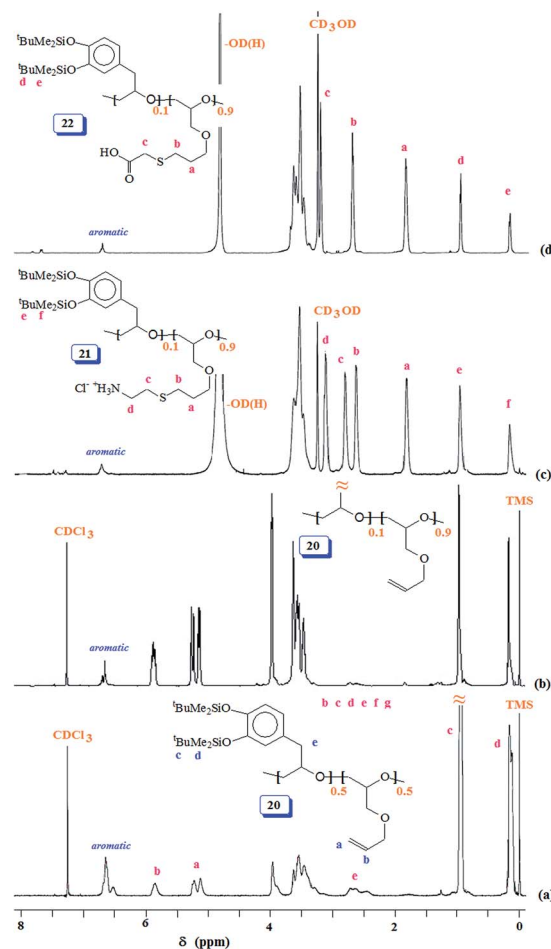 ᵗBuMe₂SiO
ᵗBuMe₂SiO
d e
22
O
0.1
O
0.9
O
HO
O
S
c
b
a
-OD(H)
CD₃OD
c
b
a
d
e
aromatic
(d)
ᵗBuMe₂SiO
ᵗBuMe₂SiO
e f
21
O
0.1
O
0.9
O
Cl⁻ ⁺H₃N
S
d
c
b
a
-OD(H)
CD₃OD
d
c
b
a
e
f
aromatic
(c)
≈
O
0.1
O
0.9
O
20
CDCl₃
TMS
aromatic
(b)
b c d e f g
ᵗBuMe₂SiO
ᵗBuMe₂SiO
c d
e
20
O
0.5
O
0.5
O
a
b
CDCl₃
≈
TMS
c
d
aromatic
b
a
e
(a)
8 6 4 2 0
δ (ppm)